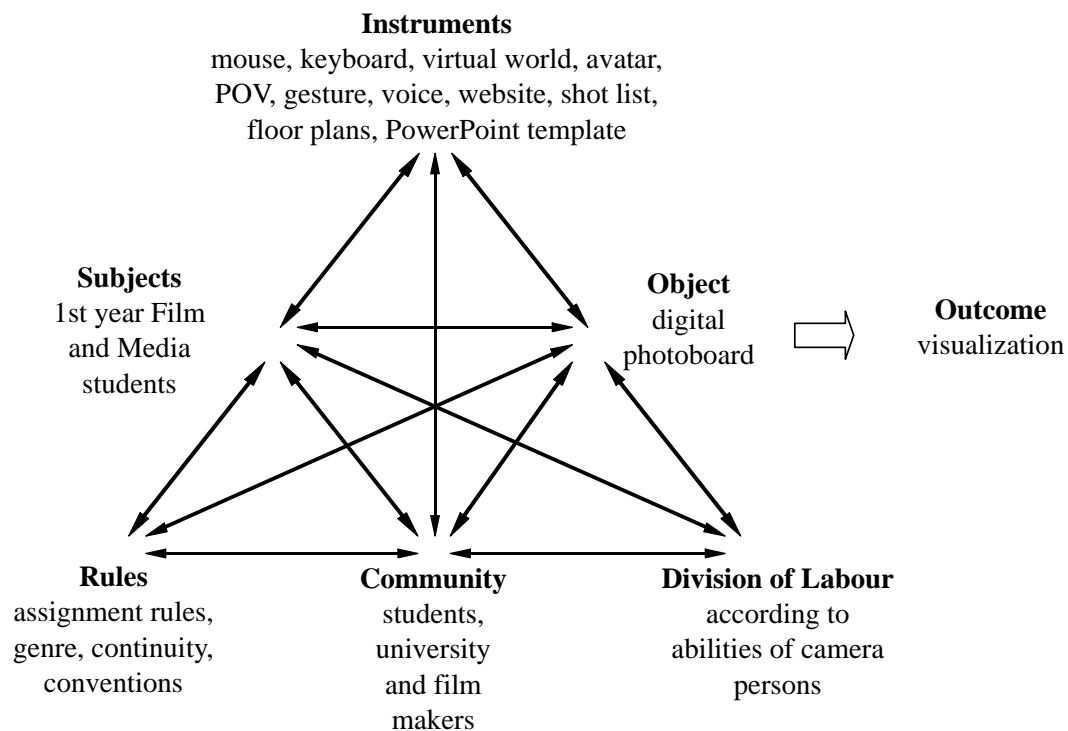 Instruments
mouse, keyboard, virtual world, avatar,
POV, gesture, voice, website, shot list,
floor plans, PowerPoint template
Subjects
1st year Film
and Media
students
Object
digital
photoboard
Outcome
visualization
Rules
assignment rules,
genre, continuity,
conventions
Community
students,
university
and film
makers
Division of Labour
according to
abilities of camera
persons